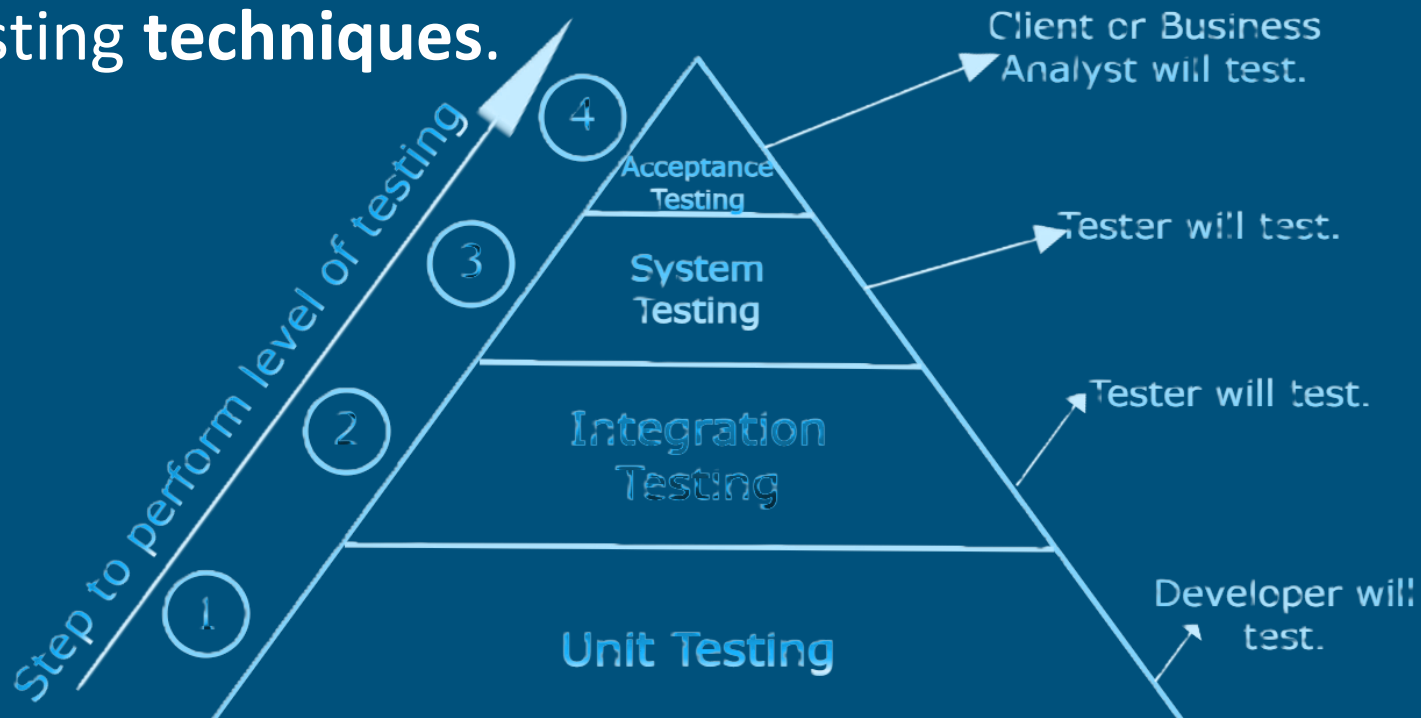 sting techniques.
Step to perform level of testing
4
Acceptance
Testing
Client or Business
Analyst will test.
3
System
Testing
Tester will test.
2
Integration
Testing
Tester will test.
1
Unit Testing
Developer will
test.